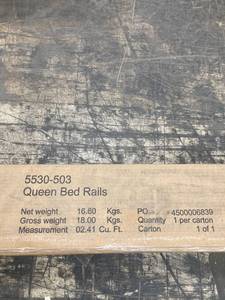 5530-503
Queen Bed Rails
Net weight 16.60 Kgs. PO #4500006839
Gross weight 18.00 Kgs. Quantity 1 per carton
Measurement 02.41 Cu. Ft. Carton 1 of 1